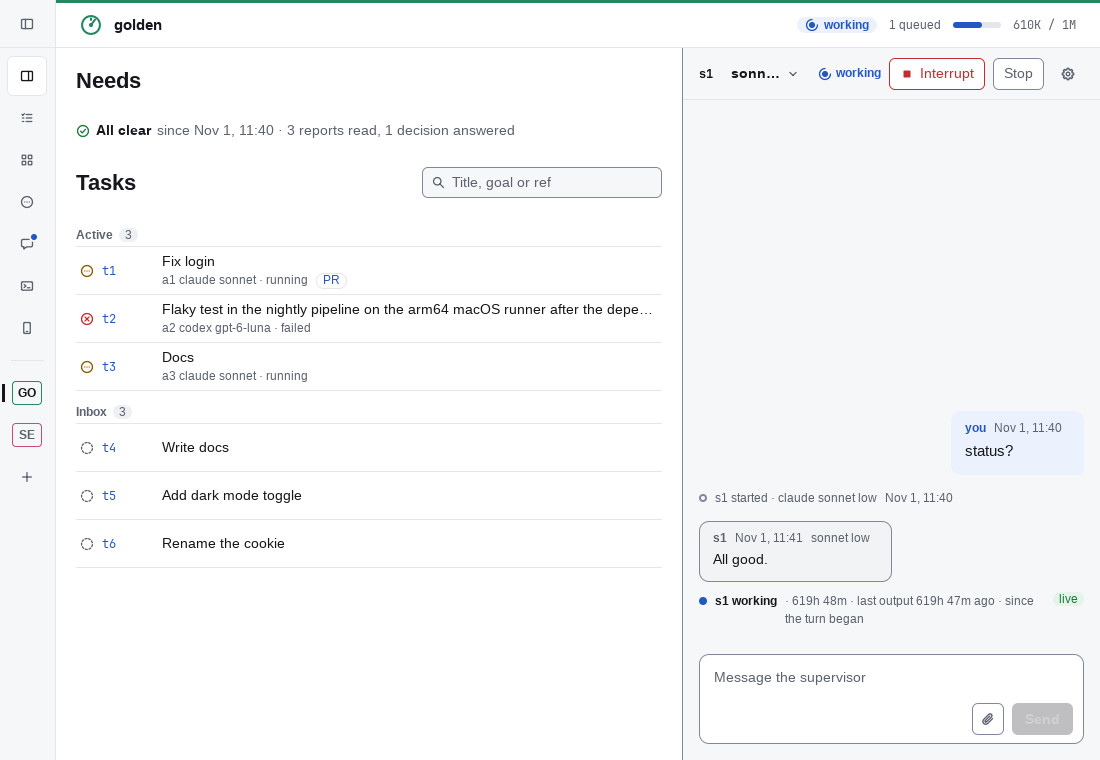 golden
working
1 queued
610K / 1M
GO
SE
Needs
All clear since Nov 1, 11:40 · 3 reports read, 1 decision answered
Tasks
Title, goal or ref
Active 3
t1
Fix login
a1 claude sonnet · running PR
t2
Flaky test in the nightly pipeline on the arm64 macOS runner after the depe…
a2 codex gpt-6-luna · failed
t3
Docs
a3 claude sonnet · running
Inbox 3
t4 Write docs
t5 Add dark mode toggle
t6 Rename the cookie
s1 sonn… working Interrupt Stop
you Nov 1, 11:40
status?
s1 started · claude sonnet low Nov 1, 11:40
s1 Nov 1, 11:41 sonnet low
All good.
s1 working · 619h 48m · last output 619h 47m ago · since live
the turn began
Message the supervisor
Send